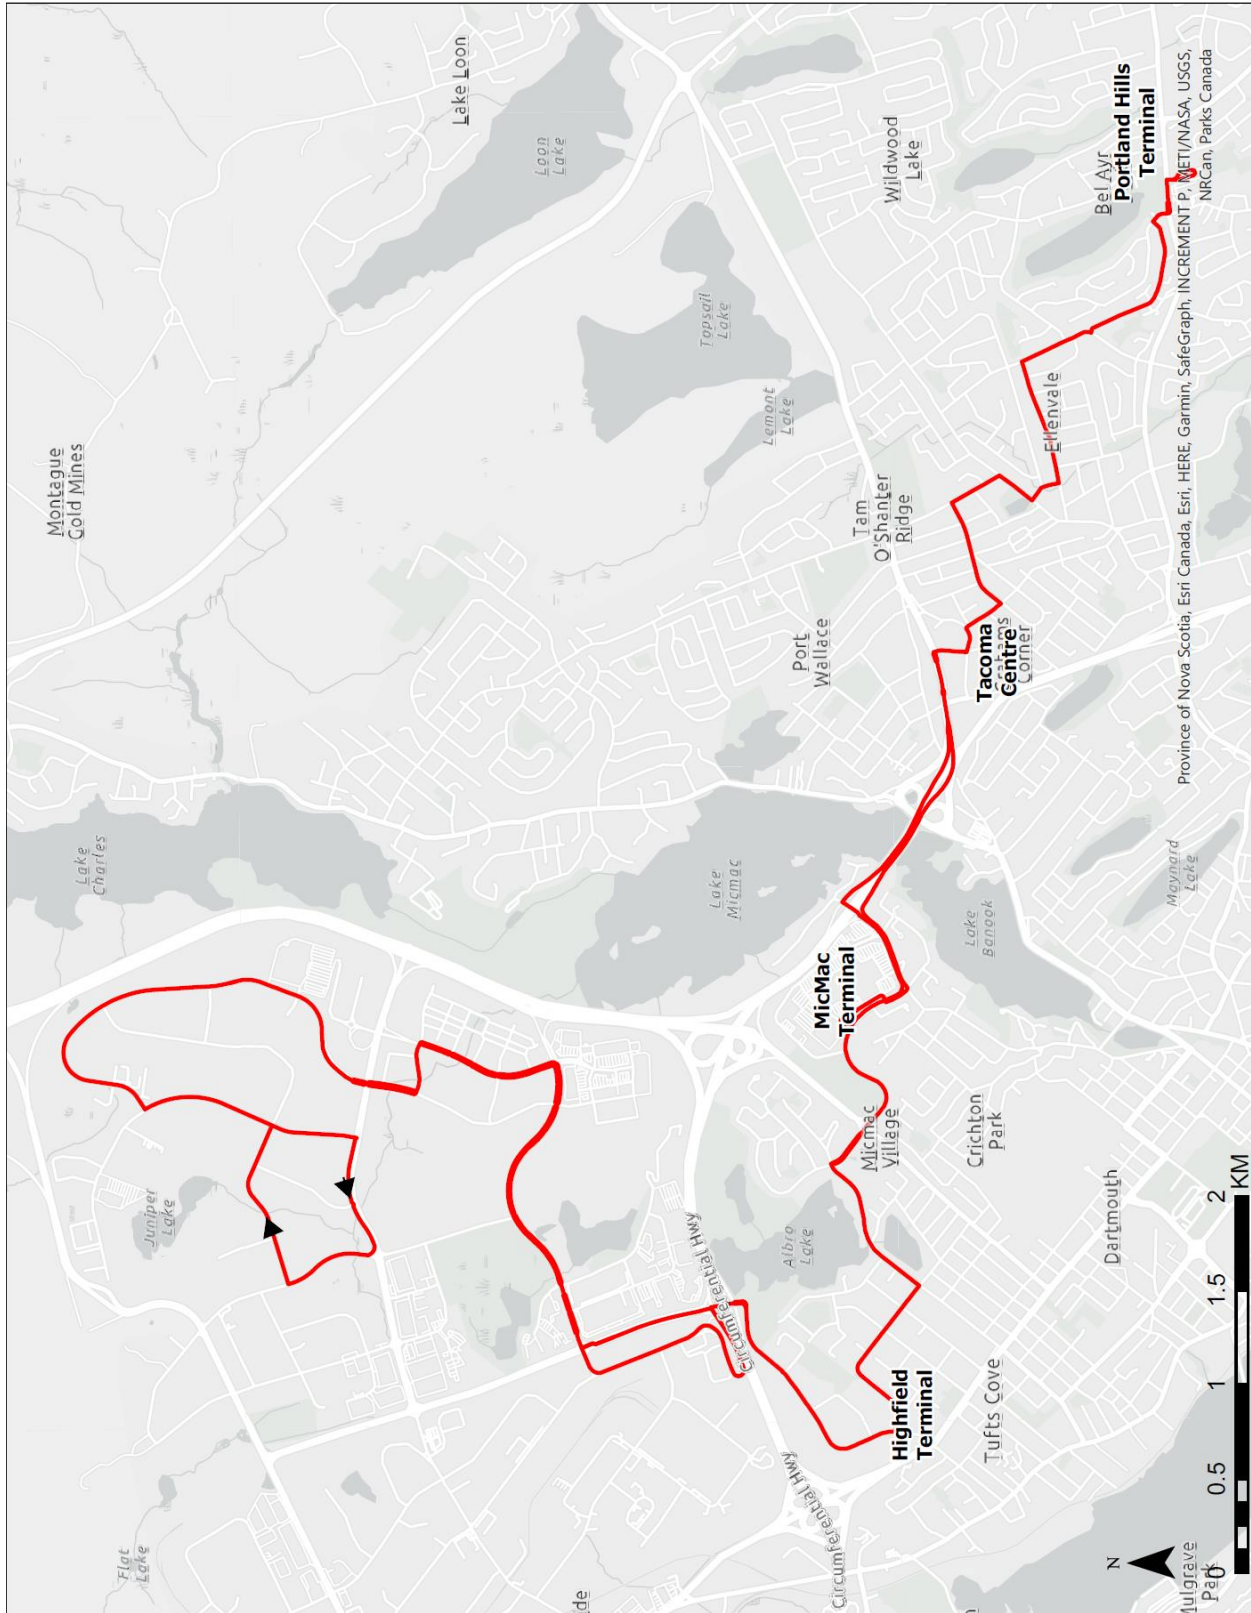 Flat
Lake
Juniper
Lake
Lake
Charles
Montague
Gold Mines
Lake Loon
Loon
Lake
Topsail
Lake
Lemont
Lake
Wildwood
Lake
Port
Wallace
Tam
O'Shanter
Ridge
Lake
Micmac
MicMac
Terminal
Lake
Banook
Tacoma
Centre
Grahams
Corner
Ellenvale
Bel Ayr
Portland Hills
Terminal
Circumferential Hwy
Circumferential Hwy
Circumferential Hwy
Albro
Lake
Micmac
Village
Crichton
Park
Highfield
Terminal
Tufts Cove
Dartmouth
Maynard
Lake
Mulgrave
Park
N
0 0.5 1 1.5 2
KM
Province of Nova Scotia, Esri Canada, Esri, HERE, Garmin, SafeGraph, INCREMENT P, METI/NASA, USGS,
NRCan, Parks Canada